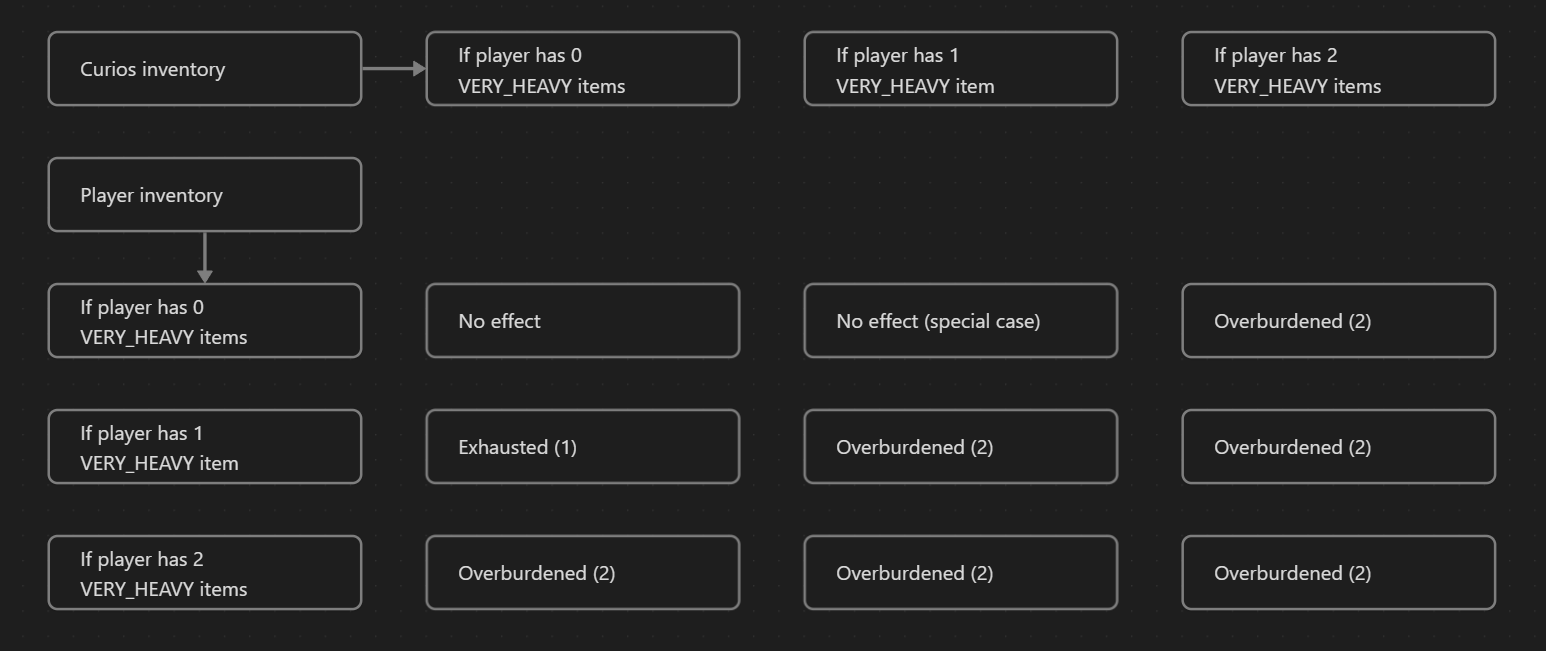 Curios inventory
If player has 0
VERY_HEAVY items
If player has 1
VERY_HEAVY item
If player has 2
VERY_HEAVY items
Player inventory
If player has 0
VERY_HEAVY items
No effect
No effect (special case)
Overburdened (2)
If player has 1
VERY_HEAVY item
Exhausted (1)
Overburdened (2)
Overburdened (2)
If player has 2
VERY_HEAVY items
Overburdened (2)
Overburdened (2)
Overburdened (2)